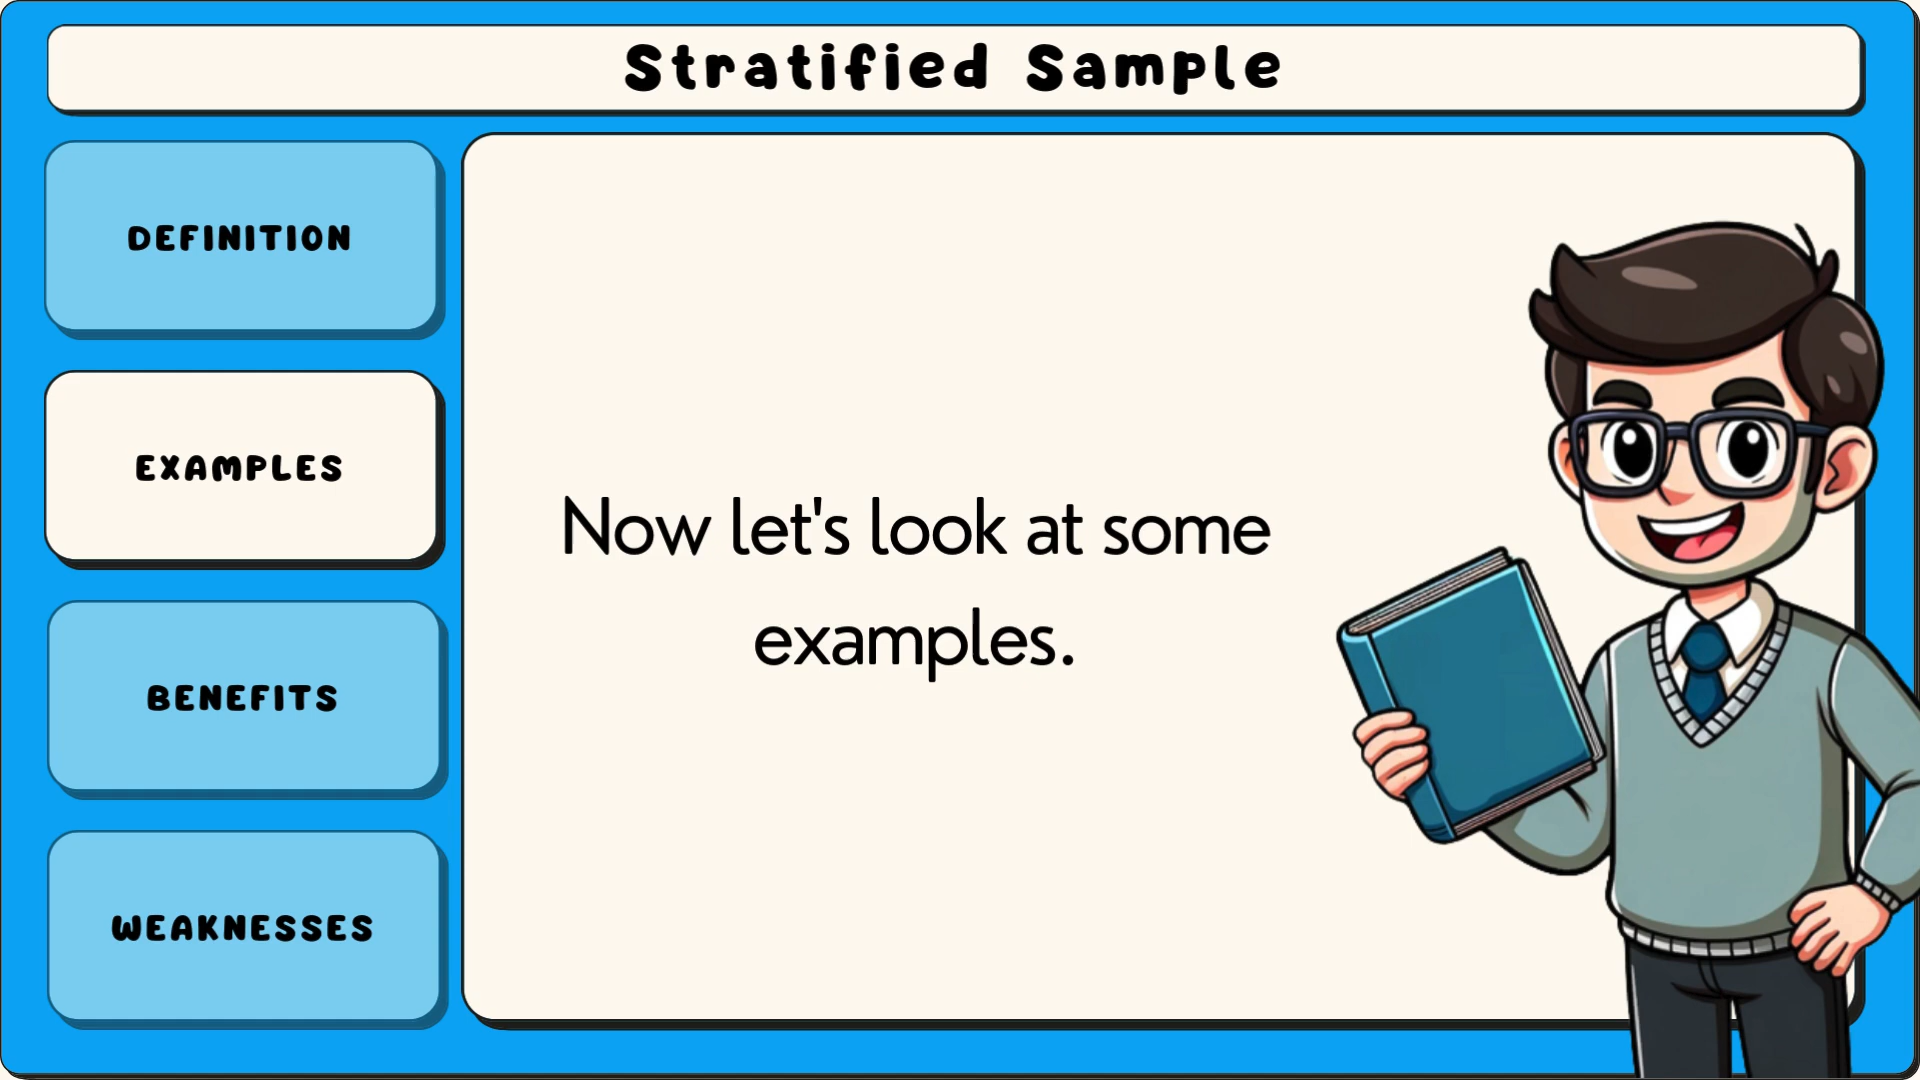 Stratified Sample
DEFINITION
EXAMPLES
BENEFITS
WEAKNESSES
Now let's look at some
examples.